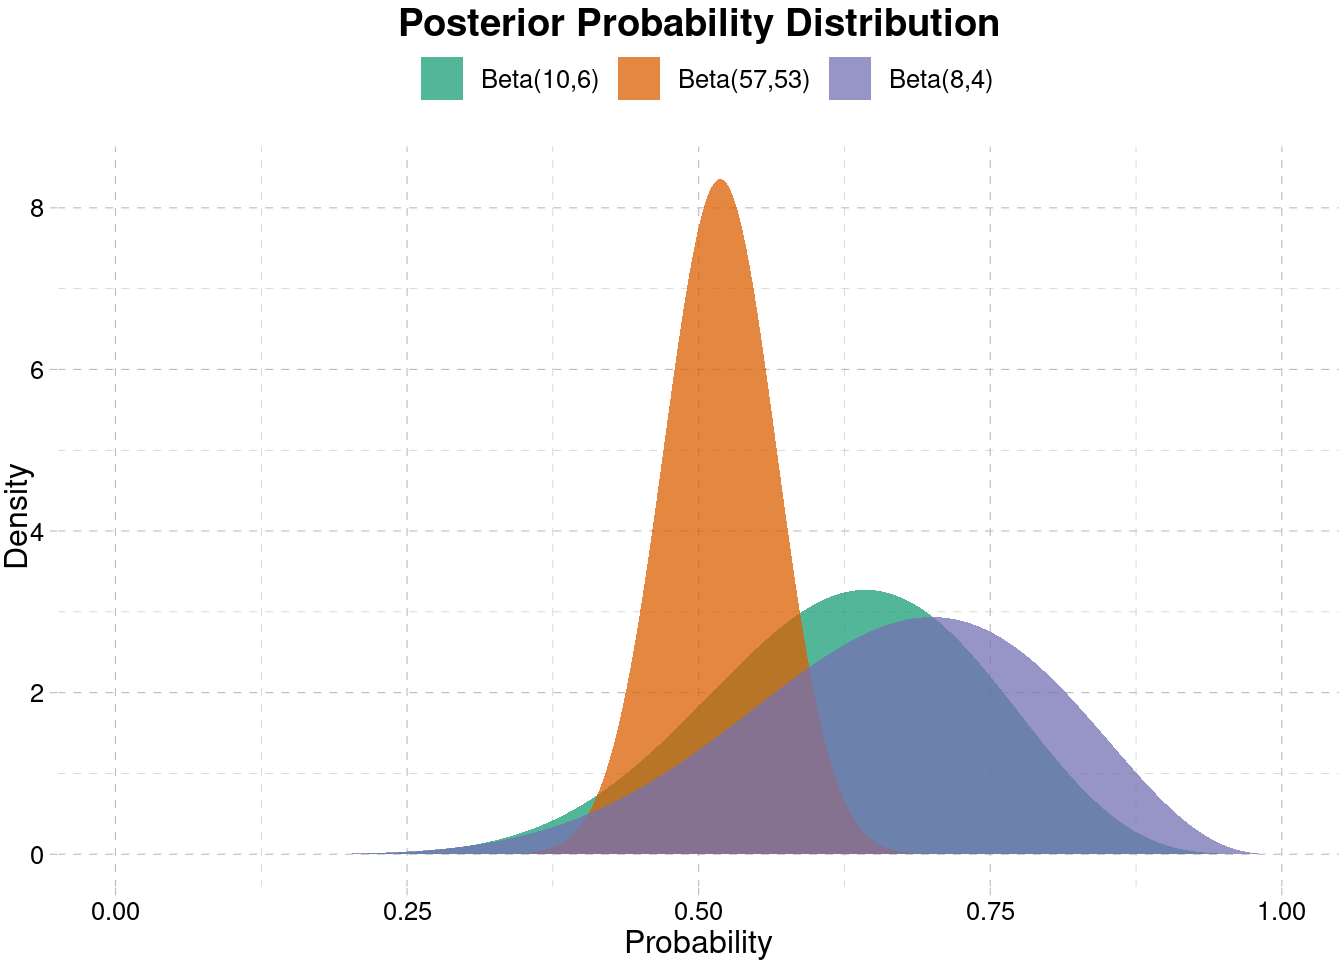 Posterior Probability Distribution
Beta(10,6) Beta(57,53) Beta(8,4)
Density
8
6
4
2
0
0.00 0.25 0.50 0.75 1.00
Probability